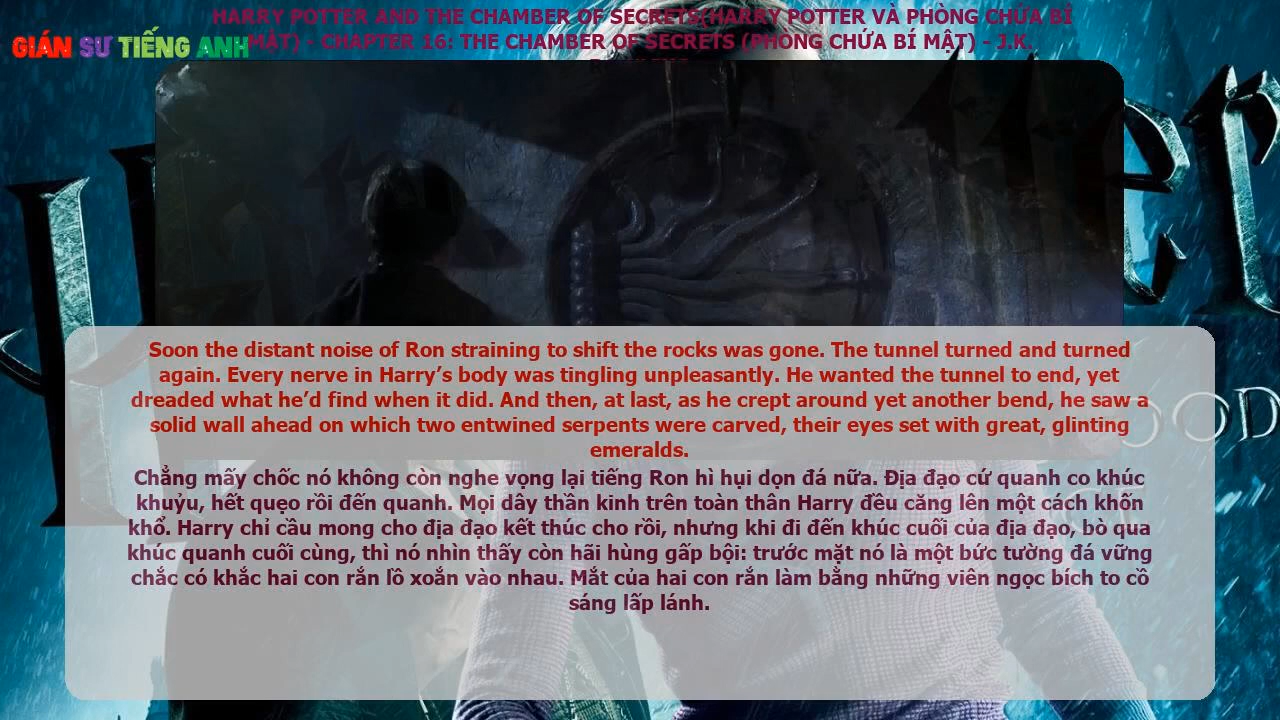 HARRY POTTER AND THE CHAMBER OF SECRETS(HARRY POTTER VÀ PHÒNG CHỨA BÍ
MẬT) - CHAPTER 16: THE CHAMBER OF SECRETS (PHÒNG CHỨA BÍ MẬT) - J.K.
GIÁN SƯ TIẾNG ANH
Soon the distant noise of Ron straining to shift the rocks was gone. The tunnel turned and turned
again. Every nerve in Harry’s body was tingling unpleasantly. He wanted the tunnel to end, yet
dreaded what he’d find when it did. And then, at last, as he crept around yet another bend, he saw a
solid wall ahead on which two entwined serpents were carved, their eyes set with great, glinting
emeralds.
Chẳng mấy chốc nó không còn nghe vọng lại tiếng Ron hì hụi dọn đá nữa. Địa đạo cứ quanh co khúc
khuỷu, hết quẹo rồi đến quanh. Mọi dây thần kinh trên toàn thân Harry đều căng lên một cách khốn
khổ. Harry chỉ cầu mong cho địa đạo kết thúc cho rồi, nhưng khi đi đến khúc cuối của địa đạo, bò qua
khúc quanh cuối cùng, thì nó nhìn thấy còn hãi hùng gấp bội: trước mặt nó là một bức tường đá vững
chắc có khắc hai con rắn lồ xoắn vào nhau. Mắt của hai con rắn làm bằng những viên ngọc bích to cồ
sáng lấp lánh.